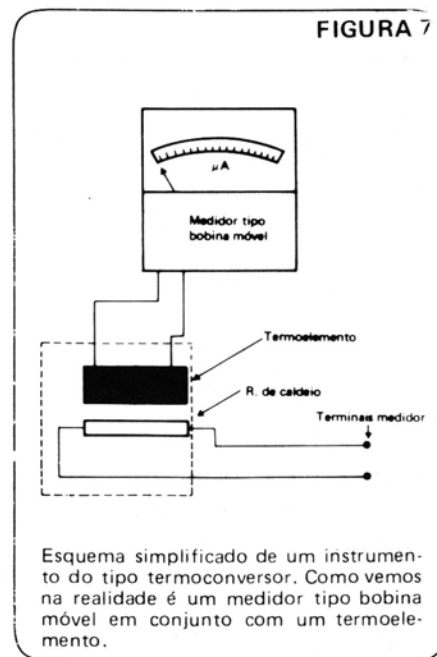 FIGURA 7
µA
Medidor tipo
bobina móvel
Termoelemento
R. de caldeio
Terminais medidor
Esquema simplificado de um instrumen-
to do tipo termoconversor. Como vemos
na realidade é um medidor tipo bobina
móvel em conjunto com um termoele-
mento.